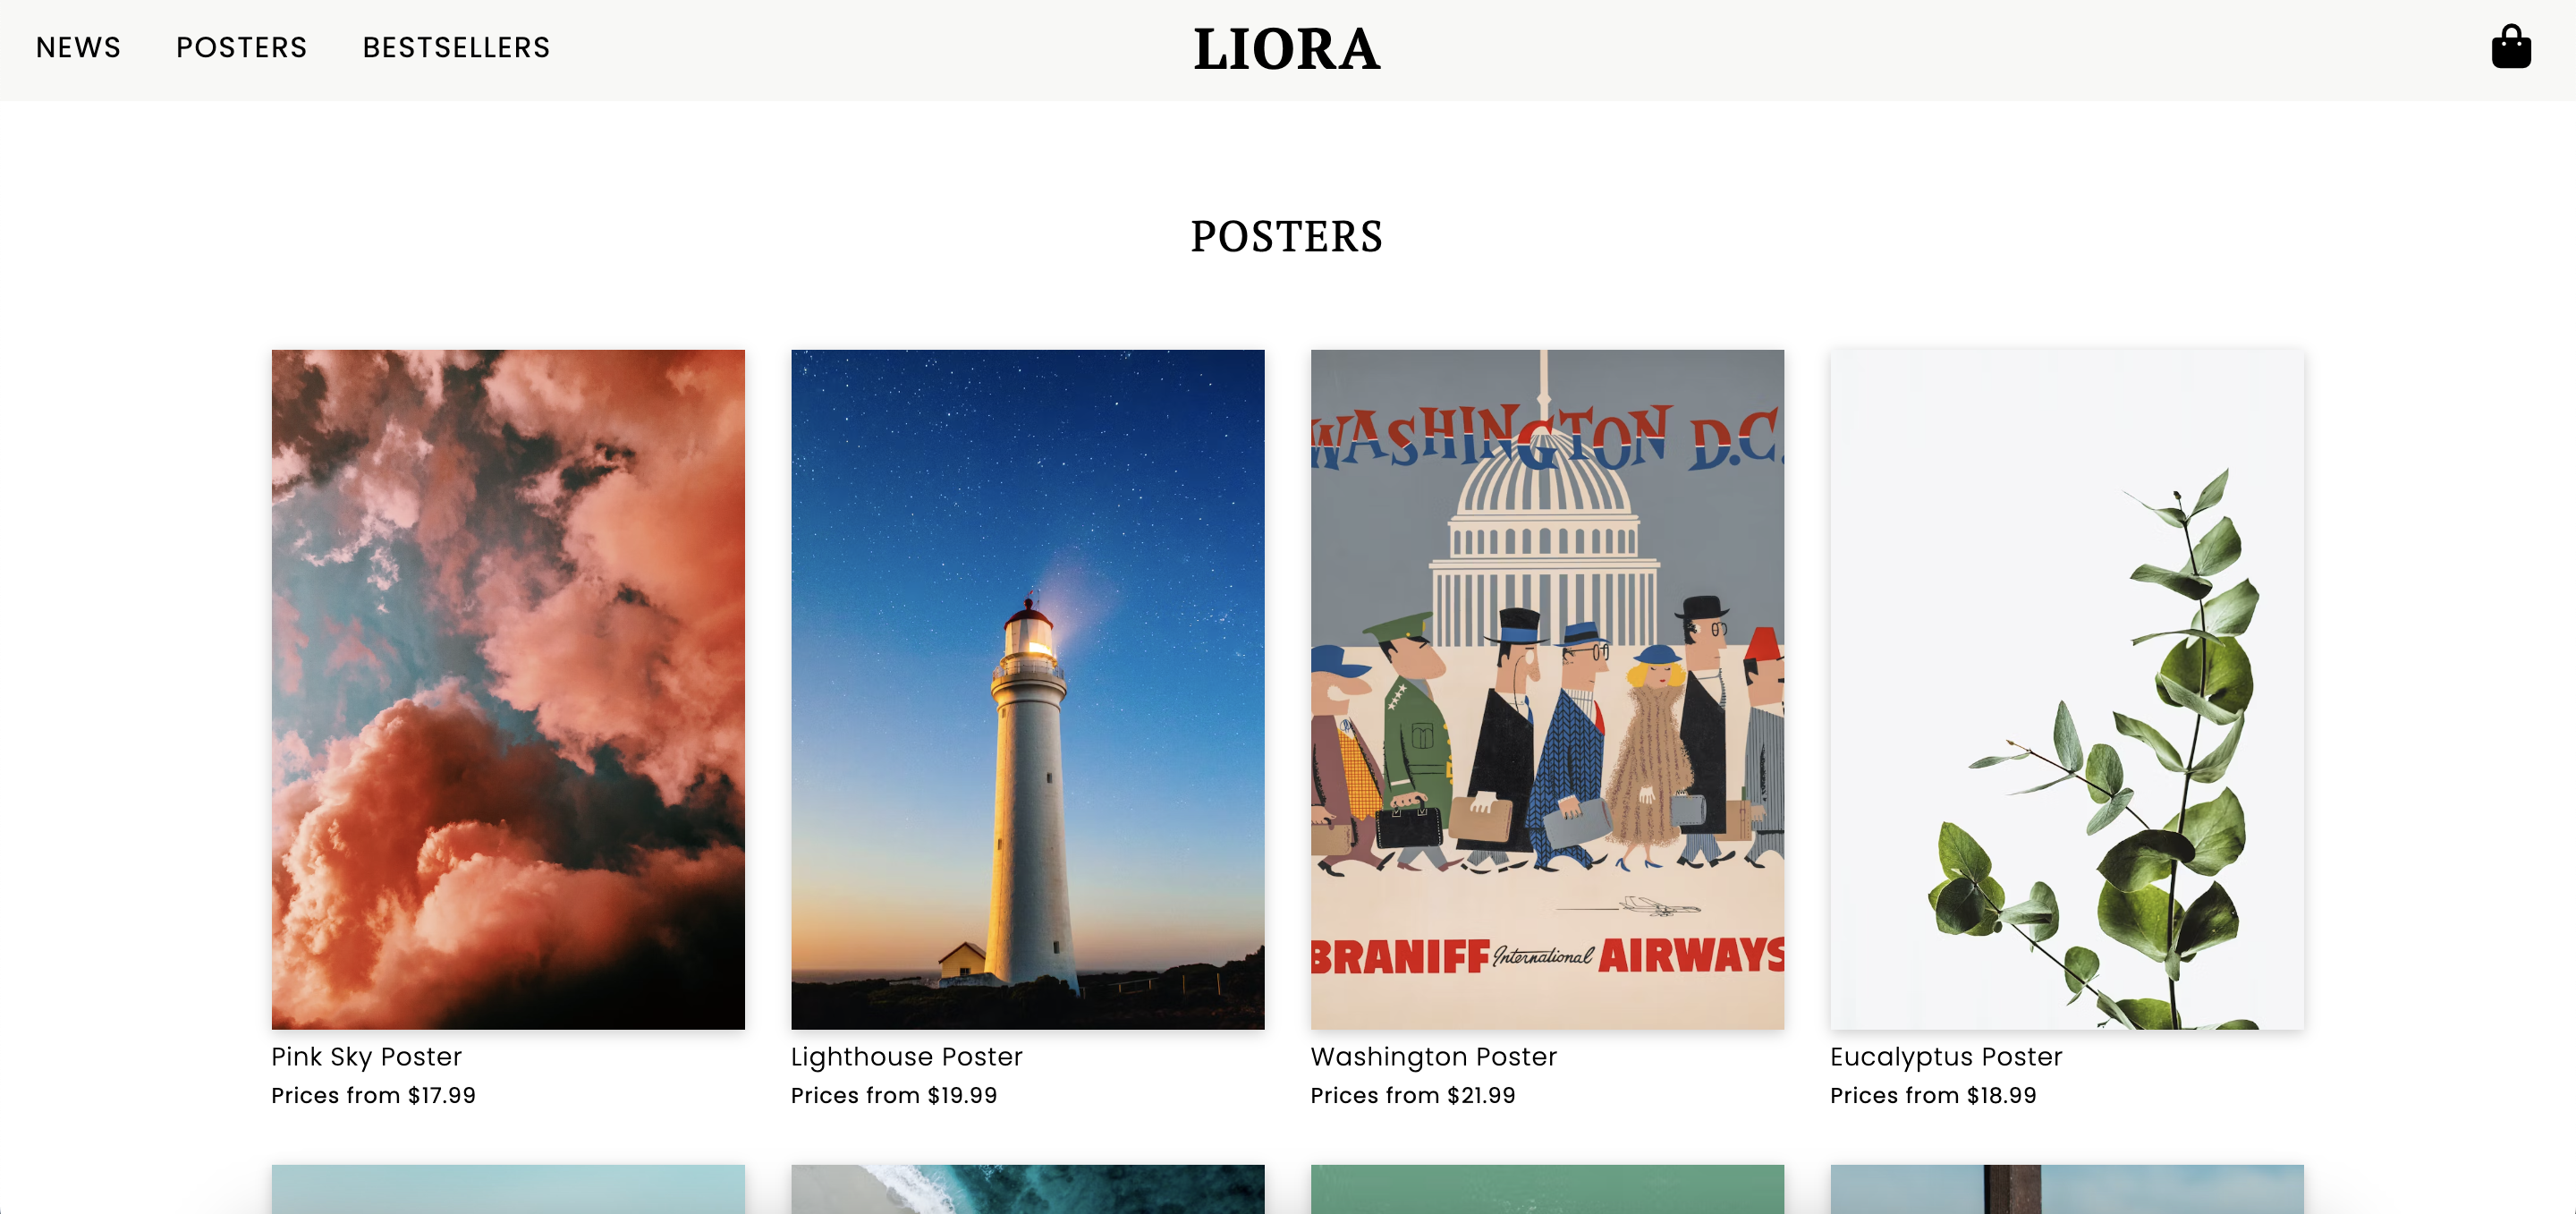 NEWS POSTERS BESTSELLERS LIORA
POSTERS
WASHINGTON D.C.
BRANIFF International AIRWAYS
Pink Sky Poster Lighthouse Poster Washington Poster Eucalyptus Poster
Prices from $17.99 Prices from $19.99 Prices from $21.99 Prices from $18.99